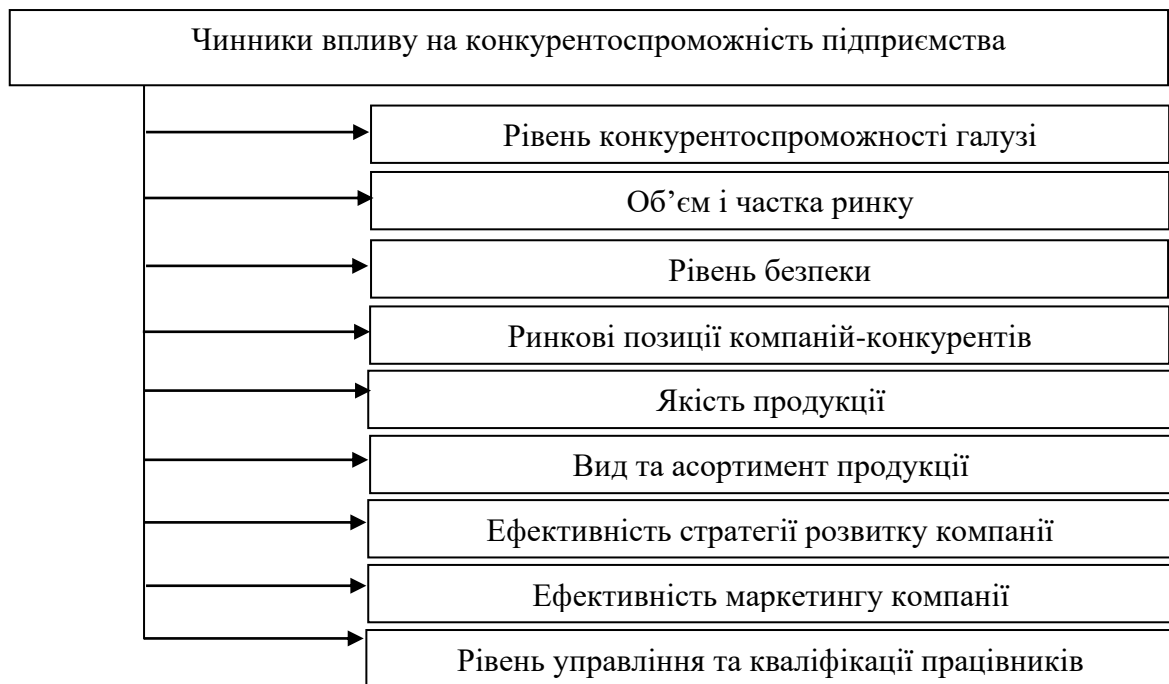 Чинники впливу на конкурентоспроможність підприємства
Рівень конкурентоспроможності галузі
Об’єм і частка ринку
Рівень безпеки
Ринкові позиції компаній-конкурентів
Якість продукції
Вид та асортимент продукції
Ефективність стратегії розвитку компанії
Ефективність маркетингу компанії
Рівень управління та кваліфікації працівників